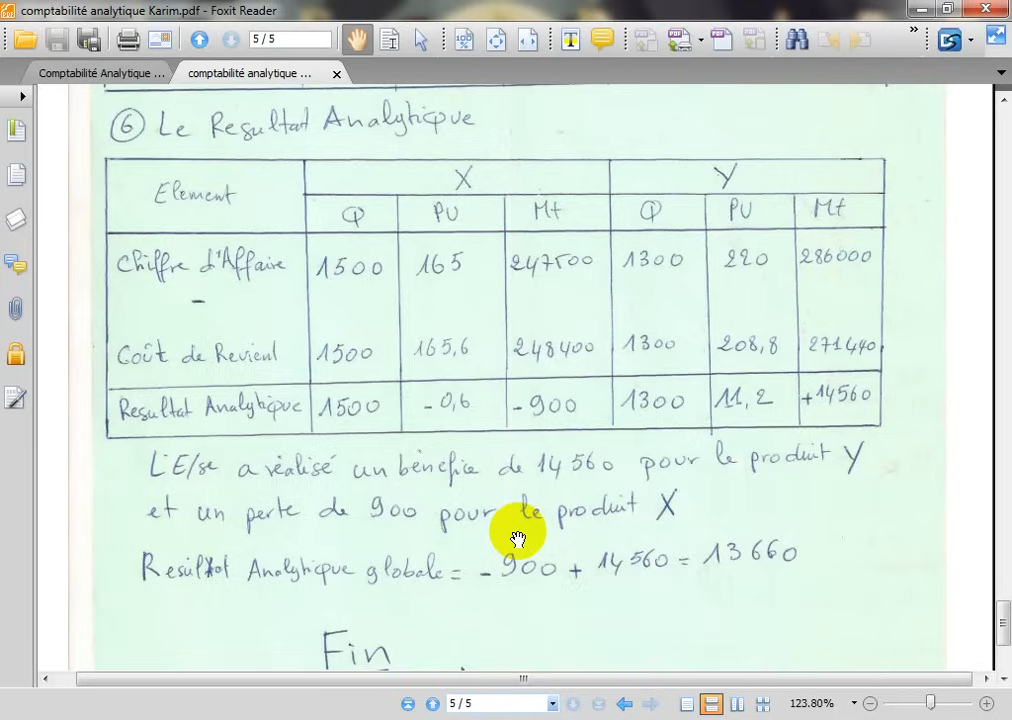 comptabilité analytique Karim.pdf - Foxit Reader
5 / 5
Comptabilité Analytique ...
comptabilité analytique ...
⑥ Le Resultat Analytique
Element X Y
Q PU Mt Q PU Mt
Chiffre d'Affaire 1500 165 247500 1300 220 286000
-
Coût de Revient 1500 165,6 248400 1300 208,8 271440
Resultat Analytique 1500 -0,6 -900 1300 11,2 +14560
L'E/se a réalisé un bénéfice de 14560 pour le produit Y
et un perte de 900 pour le produit X
Resultat Analytique globale = -900 + 14560 = 13660
Fin
5 / 5
123.80%